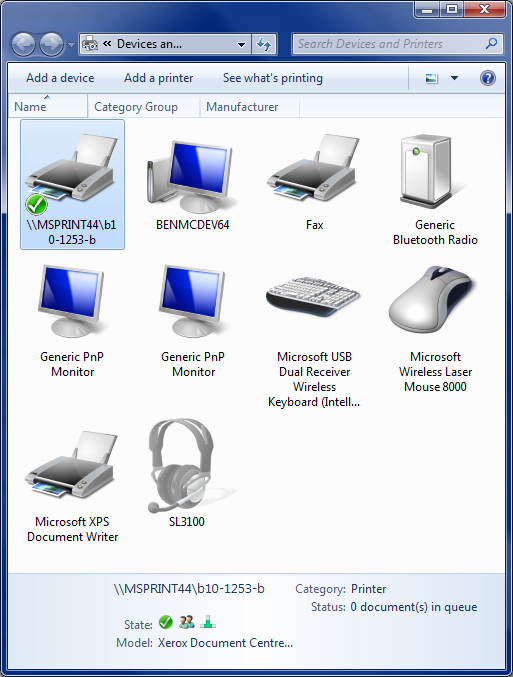 « Devices an...
Search Devices and Printers
Add a device Add a printer See what's printing
Name Category Group Manufacturer
\\MSPRINT44\b1
0-1253-b
BENMCDEV64
Fax
Generic
Bluetooth Radio
Generic PnP
Monitor
Generic PnP
Monitor
Microsoft USB
Dual Receiver
Wireless
Keyboard (Intell...
Microsoft
Wireless Laser
Mouse 8000
Microsoft XPS
Document Writer
SL3100
\\MSPRINT44\b10-1253-b Category: Printer
Status: 0 document(s) in queue
State:
Model: Xerox Document Centre...